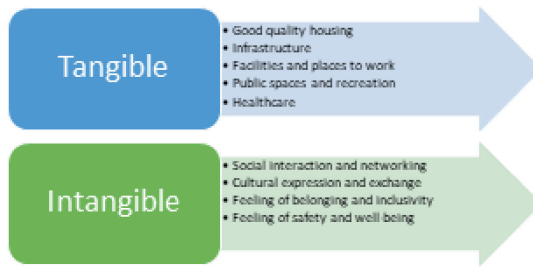 Tangible
• Good quality housing
• Infrastructure
• Facilities and places to work
• Public spaces and recreation
• Healthcare
Intangible
• Social interaction and networking
• Cultural expression and exchange
• Feeling of belonging and inclusivity
• Feeling of safety and well-being